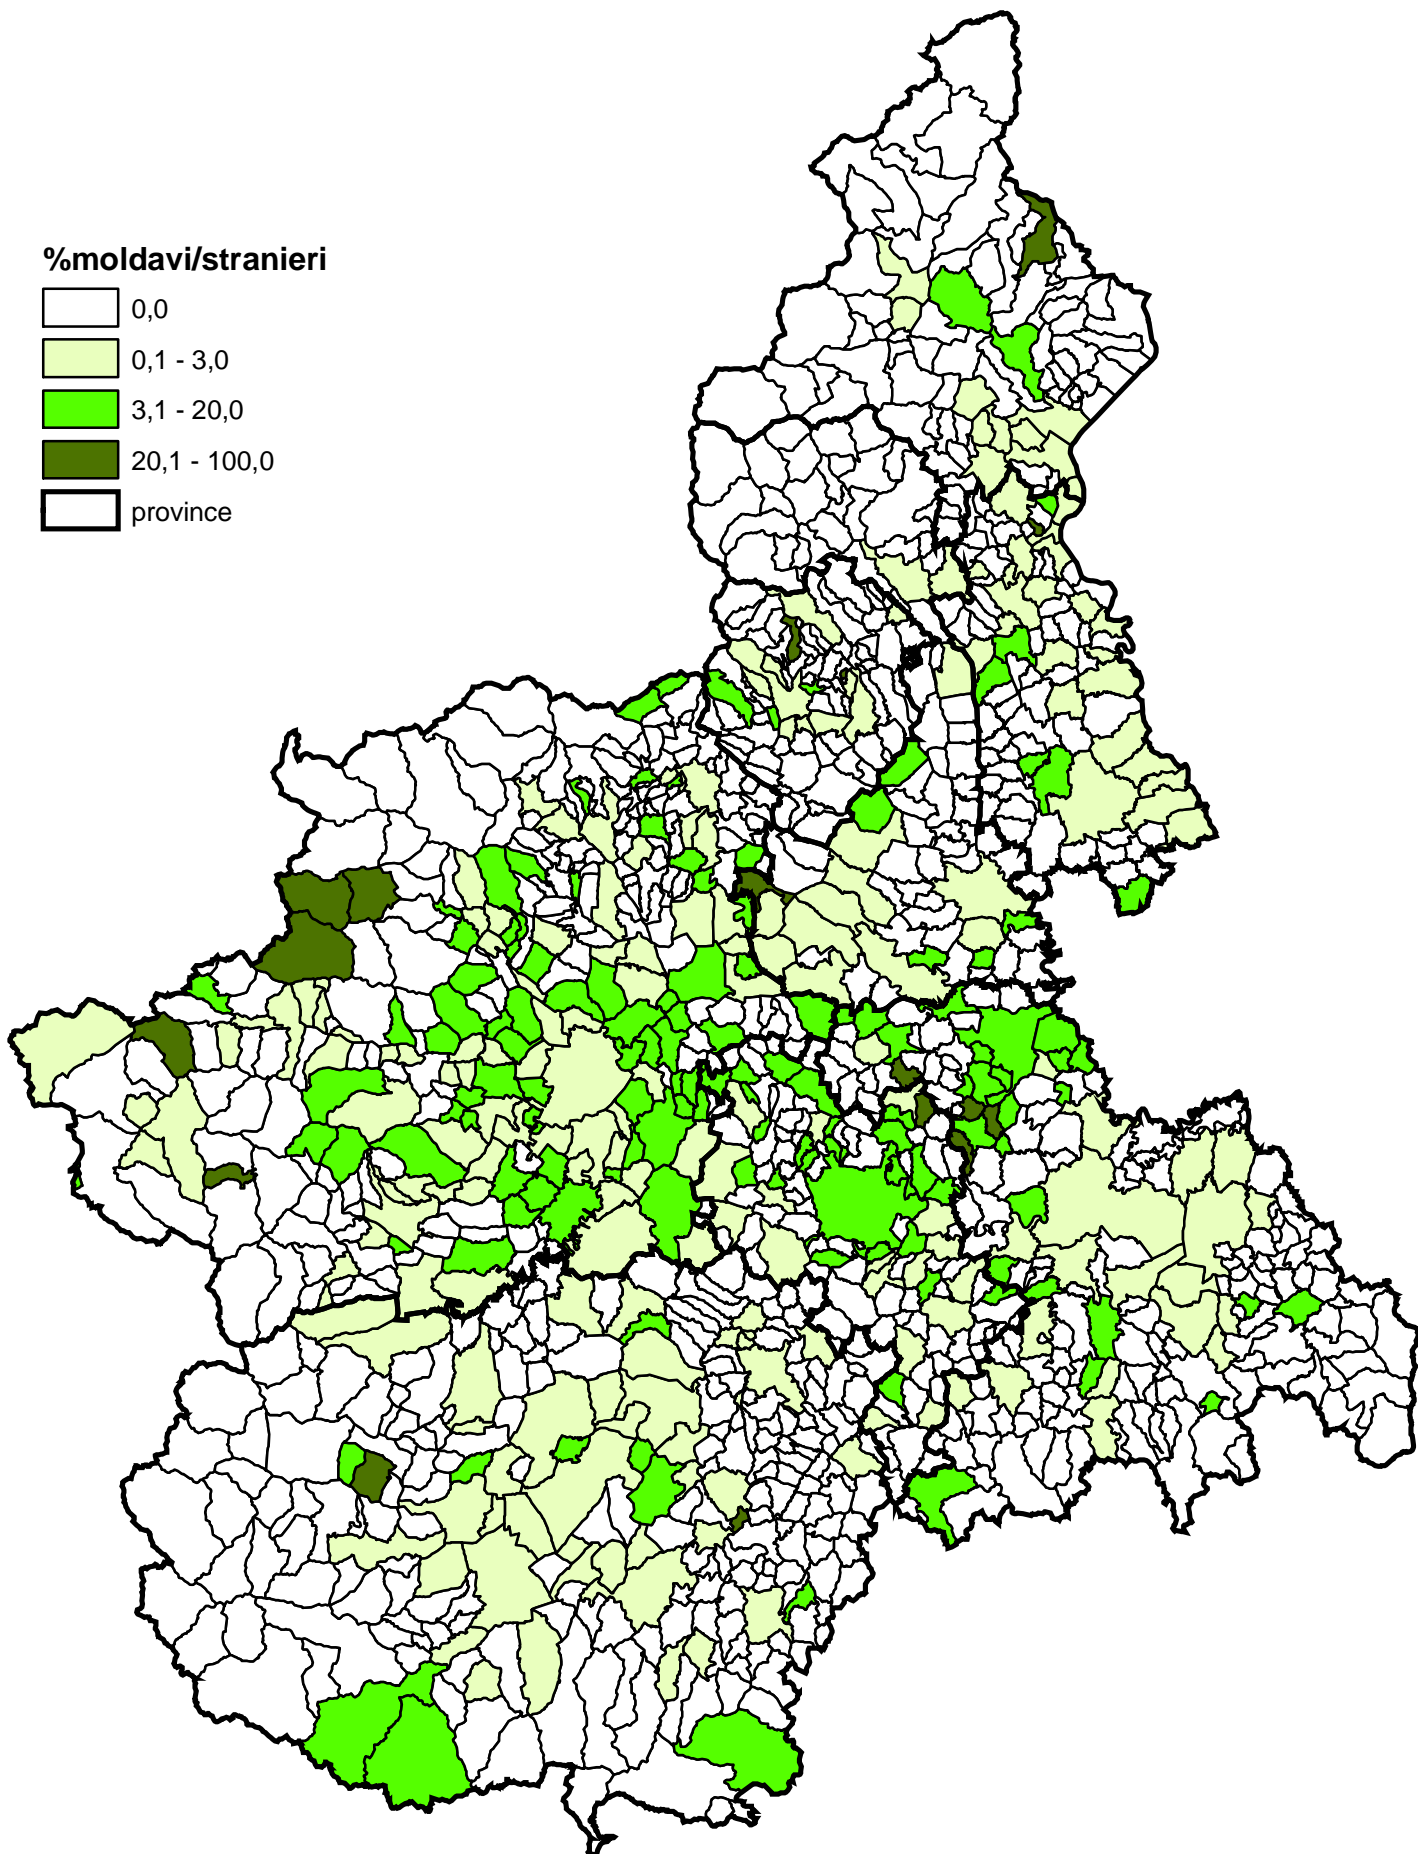 %moldavi/stranieri
0,0
0,1 - 3,0
3,1 - 20,0
20,1 - 100,0
province